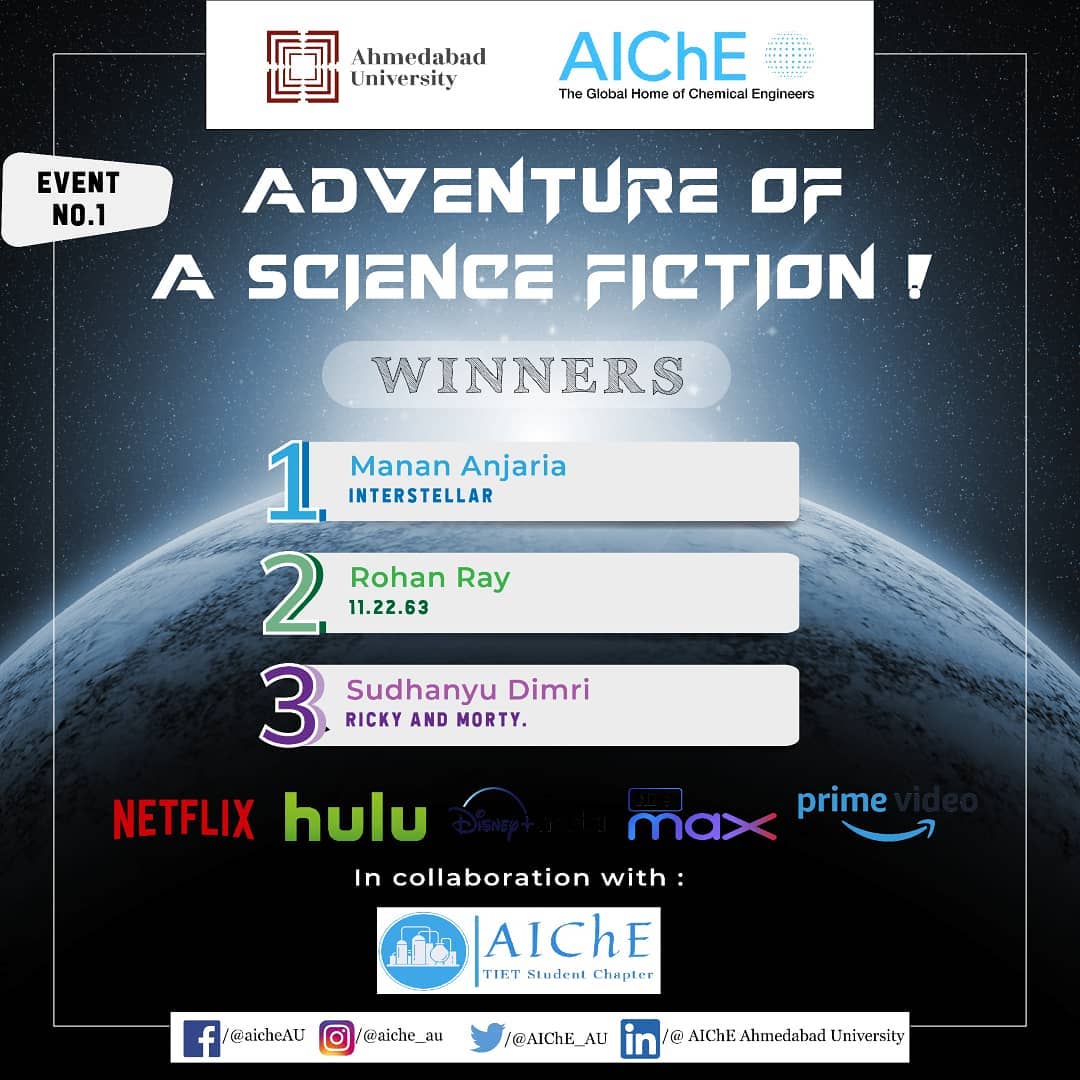 Ahmedabad
University
AIChE
The Global Home of Chemical Engineers
EVENT
NO.1
ADVENTURE OF
A SCIENCE FICTION !
WINNERS
1.
Manan Anjaria
INTERSTELLAR
2.
Rohan Ray
11.22.63
3.
Sudhanyu Dimri
RICKY AND MORTY.
NETFLIX
hulu
Disney+
max
prime video
In collaboration with :
AIChE
TIET Student Chapter
/@aicheAU
/@aiche_au
/@AIChE_AU
/@ AIChE Ahmedabad University